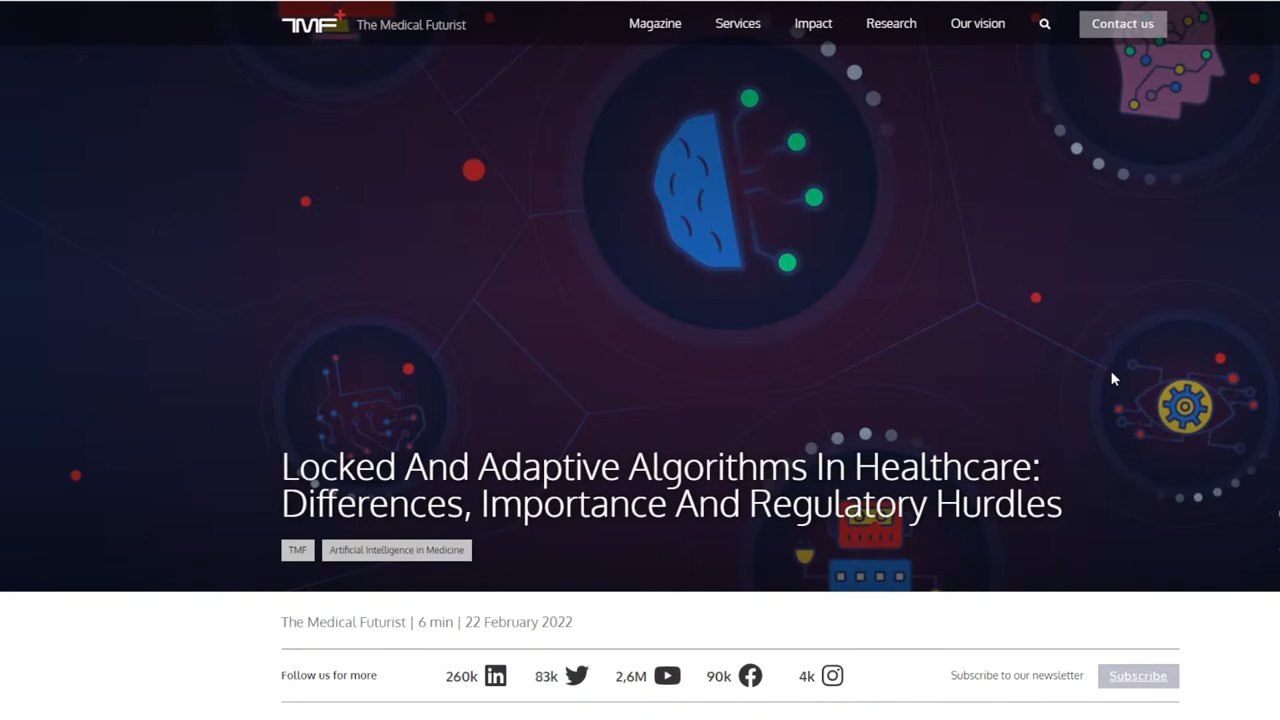 TMF The Medical Futurist Magazine Services Impact Research Our vision Contact us
Locked And Adaptive Algorithms In Healthcare:
Differences, Importance And Regulatory Hurdles
TMF Artificial Intelligence in Medicine
The Medical Futurist | 6 min | 22 February 2022
Follow us for more 260k 83k 2,6M 90k 4k Subscribe to our newsletter Subscribe